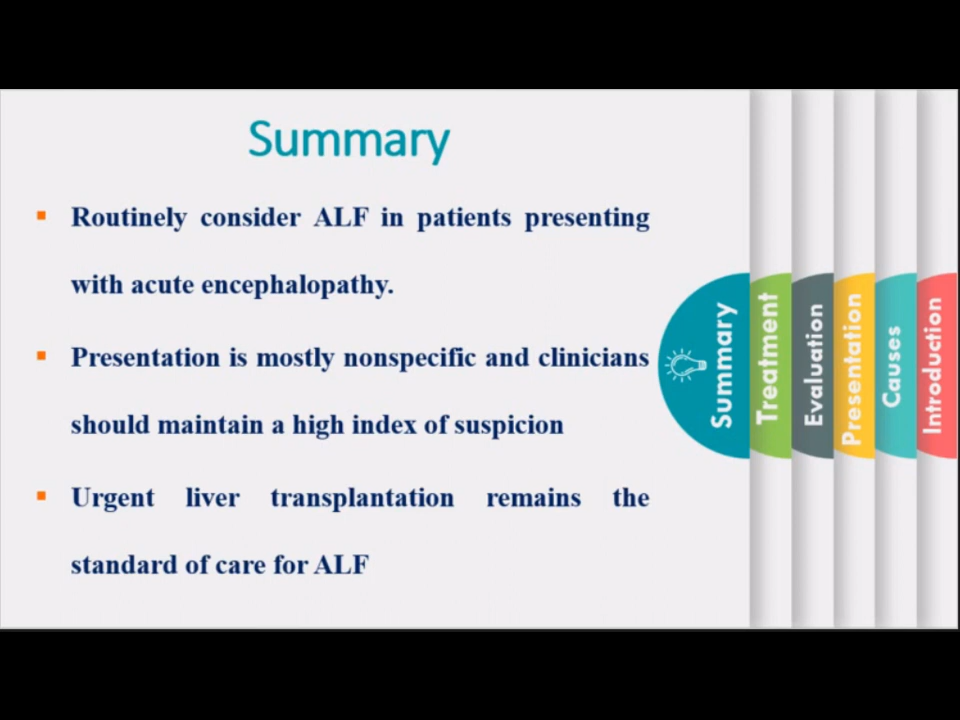 Summary
Routinely consider ALF in patients presenting
with acute encephalopathy.
Presentation is mostly nonspecific and clinicians
should maintain a high index of suspicion
Urgent liver transplantation remains the
standard of care for ALF
Summary
Treatment
Evaluation
Presentation
Causes
Introduction